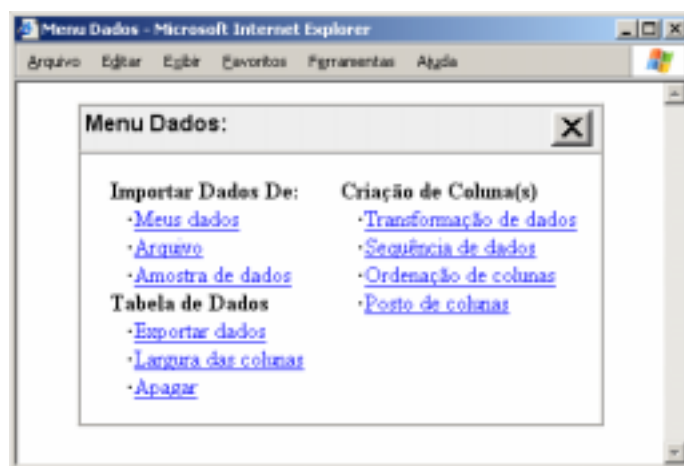 Menu Dados - Microsoft Internet Explorer
Arquivo Editar Exibir Favoritos Ferramentas Ajuda
Menu Dados:
Importar Dados De:
·Meus dados
·Arquivo
·Amostra de dados
Tabela de Dados
·Exportar dados
·Largura das colunas
·Apagar
Criação de Coluna(s)
·Transformação de dados
·Sequência de dados
·Ordenação de colunas
·Posto de colunas